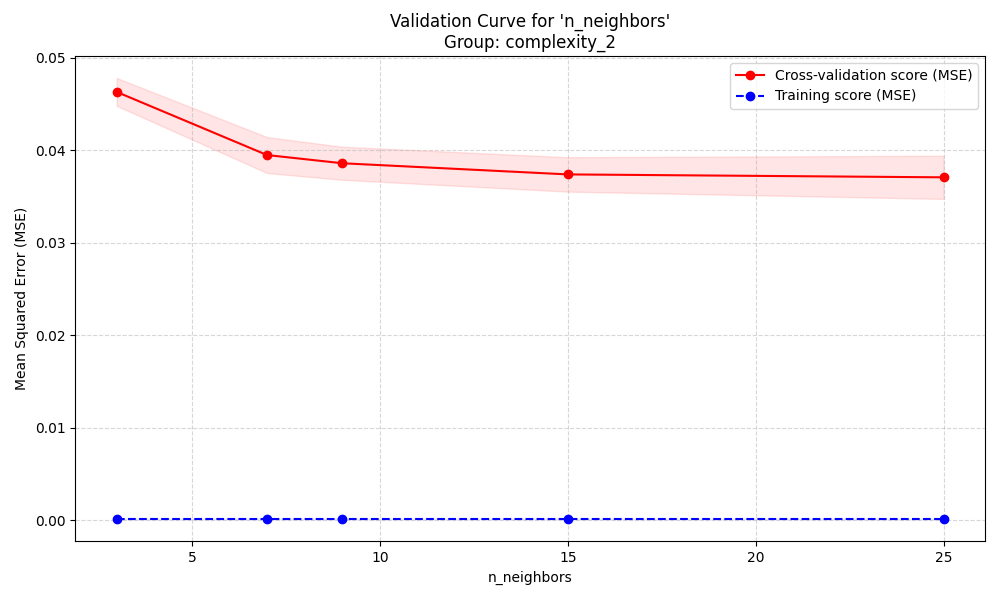 Validation Curve for 'n_neighbors'
Group: complexity_2
Cross-validation score (MSE)
Training score (MSE)
Mean Squared Error (MSE)
0.05
0.04
0.03
0.02
0.01
0.00
5
10
15
20
25
n_neighbors